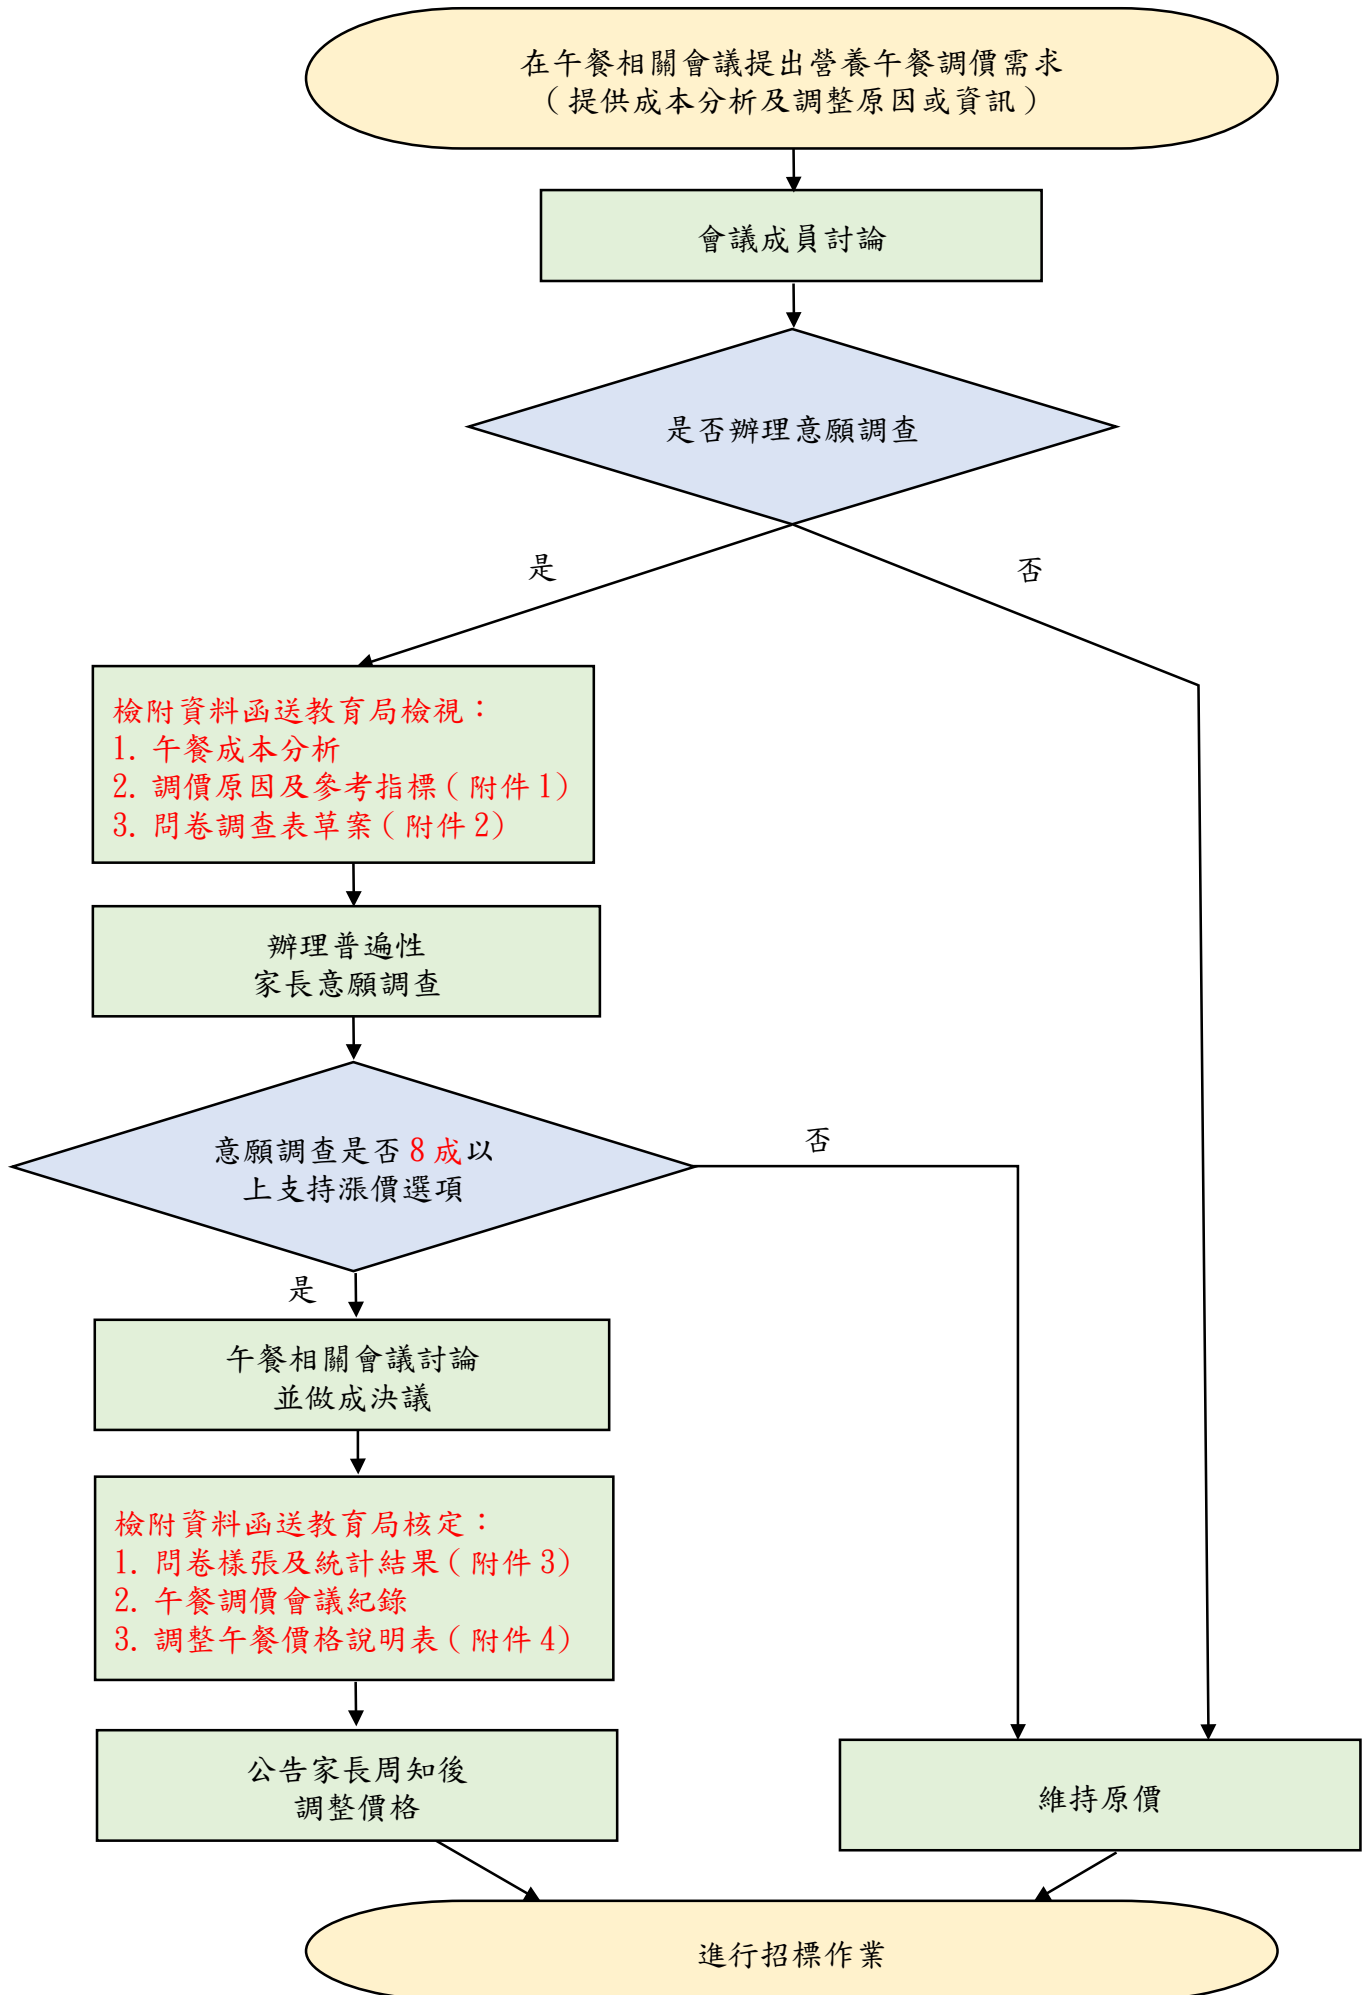 在午餐相關會議提出營養午餐調價需求
（提供成本分析及調整原因或資訊）
會議成員討論
是否辦理意願調查
是
否
檢附資料函送教育局檢視：
1. 午餐成本分析
2. 調價原因及參考指標（附件1）
3. 問卷調查表草案（附件2）
辦理普遍性
家長意願調查
意願調查是否8成以
上支持漲價選項
否
是
午餐相關會議討論
並做成決議
檢附資料函送教育局核定：
1. 問卷樣張及統計結果（附件3）
2. 午餐調價會議紀錄
3. 調整午餐價格說明表（附件4）
公告家長周知後
調整價格
維持原價
進行招標作業